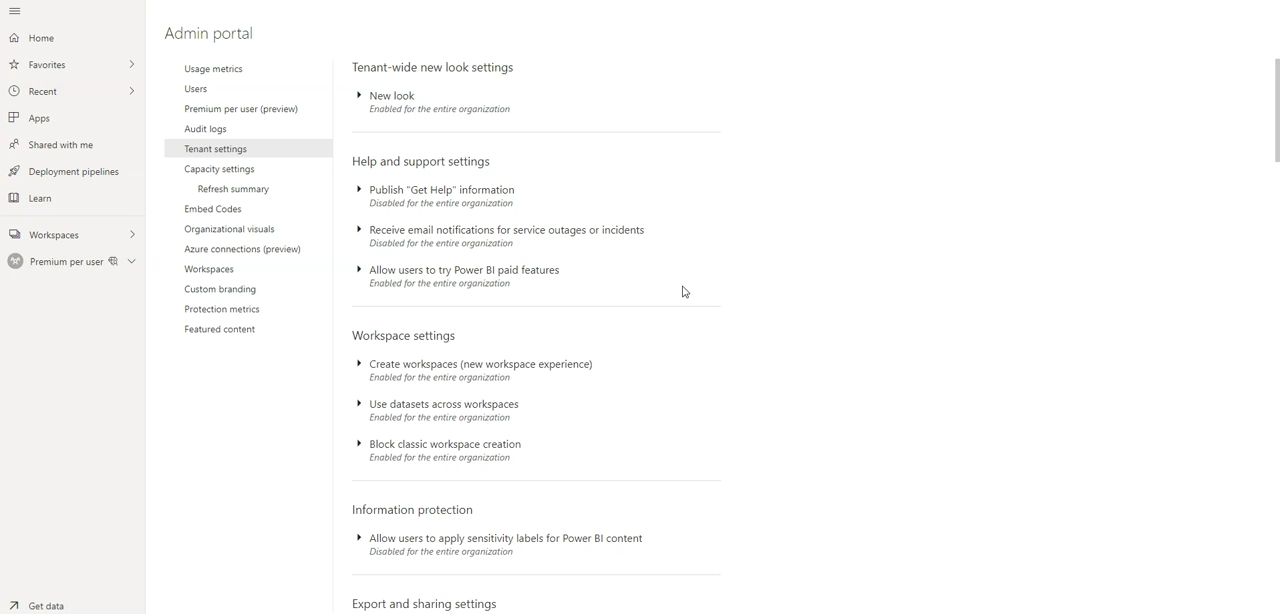 Home
Favorites
Recent
Apps
Shared with me
Deployment pipelines
Learn
Workspaces
Premium per user
Get data
Admin portal
Usage metrics
Users
Premium per user (preview)
Audit logs
Tenant settings
Capacity settings
Refresh summary
Embed Codes
Organizational visuals
Azure connections (preview)
Workspaces
Custom branding
Protection metrics
Featured content
Tenant-wide new look settings
New look
Enabled for the entire organization
Help and support settings
Publish "Get Help" information
Disabled for the entire organization
Receive email notifications for service outages or incidents
Disabled for the entire organization
Allow users to try Power BI paid features
Enabled for the entire organization
Workspace settings
Create workspaces (new workspace experience)
Enabled for the entire organization
Use datasets across workspaces
Enabled for the entire organization
Block classic workspace creation
Enabled for the entire organization
Information protection
Allow users to apply sensitivity labels for Power BI content
Disabled for the entire organization
Export and sharing settings